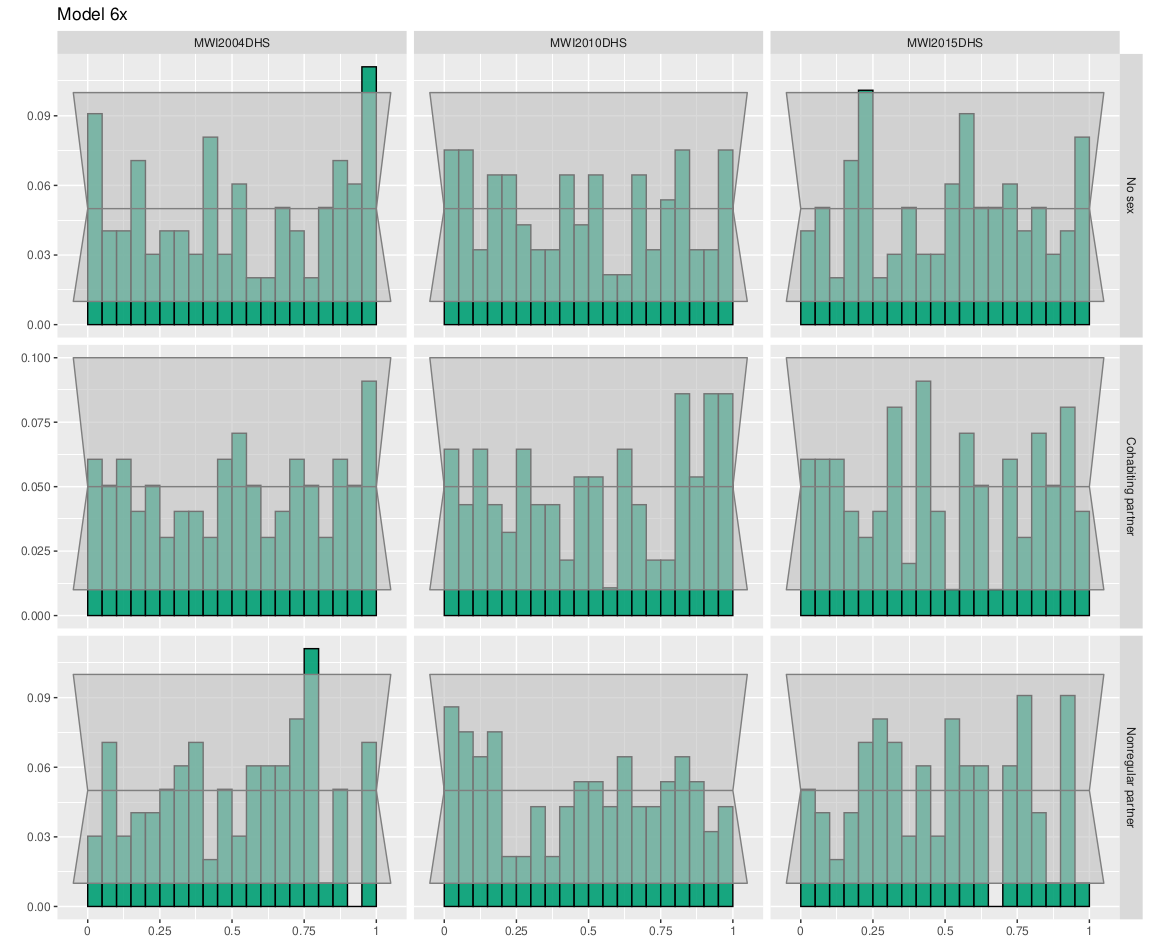 Model 6x
MWI2004DHS
MWI2010DHS
MWI2015DHS
0.09
0.06
0.03
0.00
No sex
0.100
0.075
0.050
0.025
0.000
Cohabiting partner
0.09
0.06
0.03
0.00
Nonregular partner
0 0.25 0.5 0.75 1
0 0.25 0.5 0.75 1
0 0.25 0.5 0.75 1